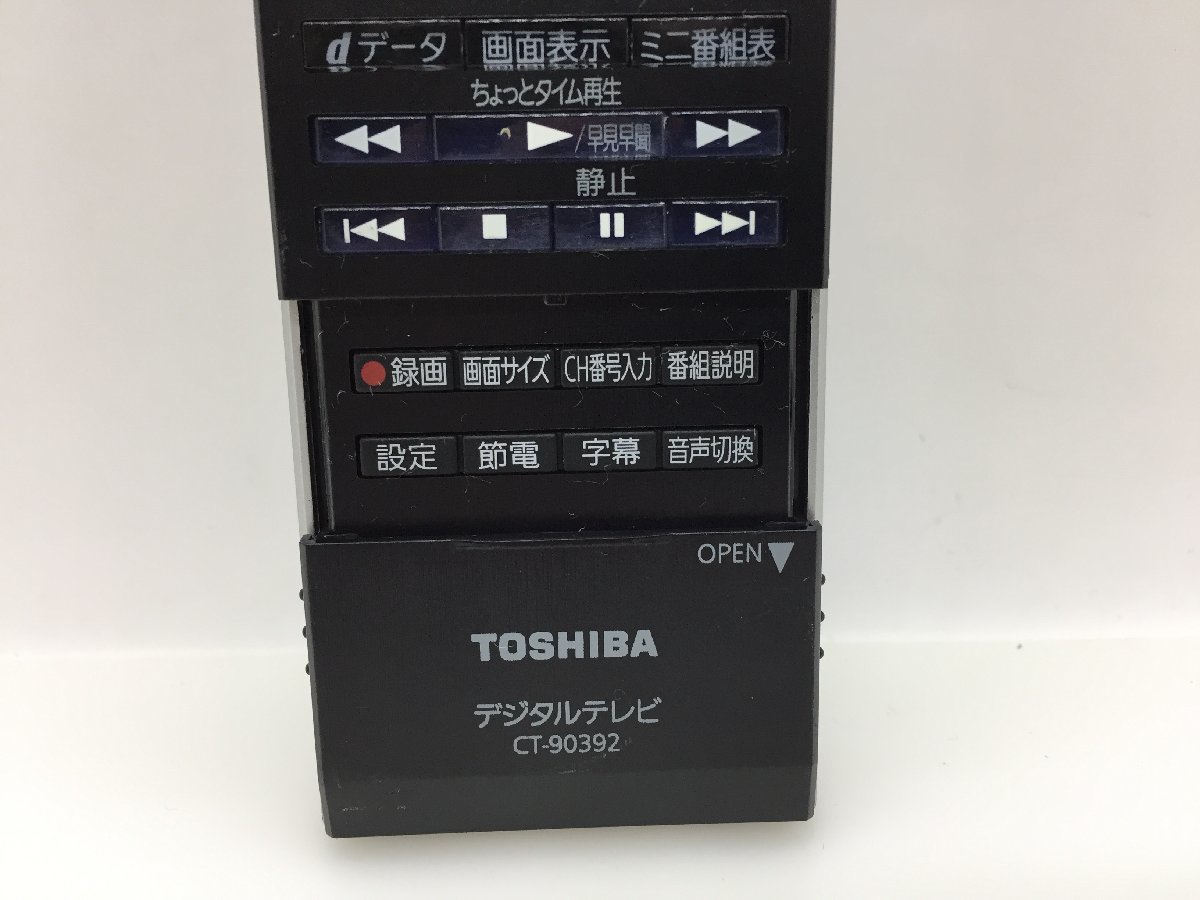 dデータ 画面表示 ミニ番組表
ちょっとタイム再生
/早見早聞
静止
録画 画面サイズ CH番号入力 番組説明
設定 節電 字幕 音声切換
OPEN
TOSHIBA
デジタルテレビ
CT-90392